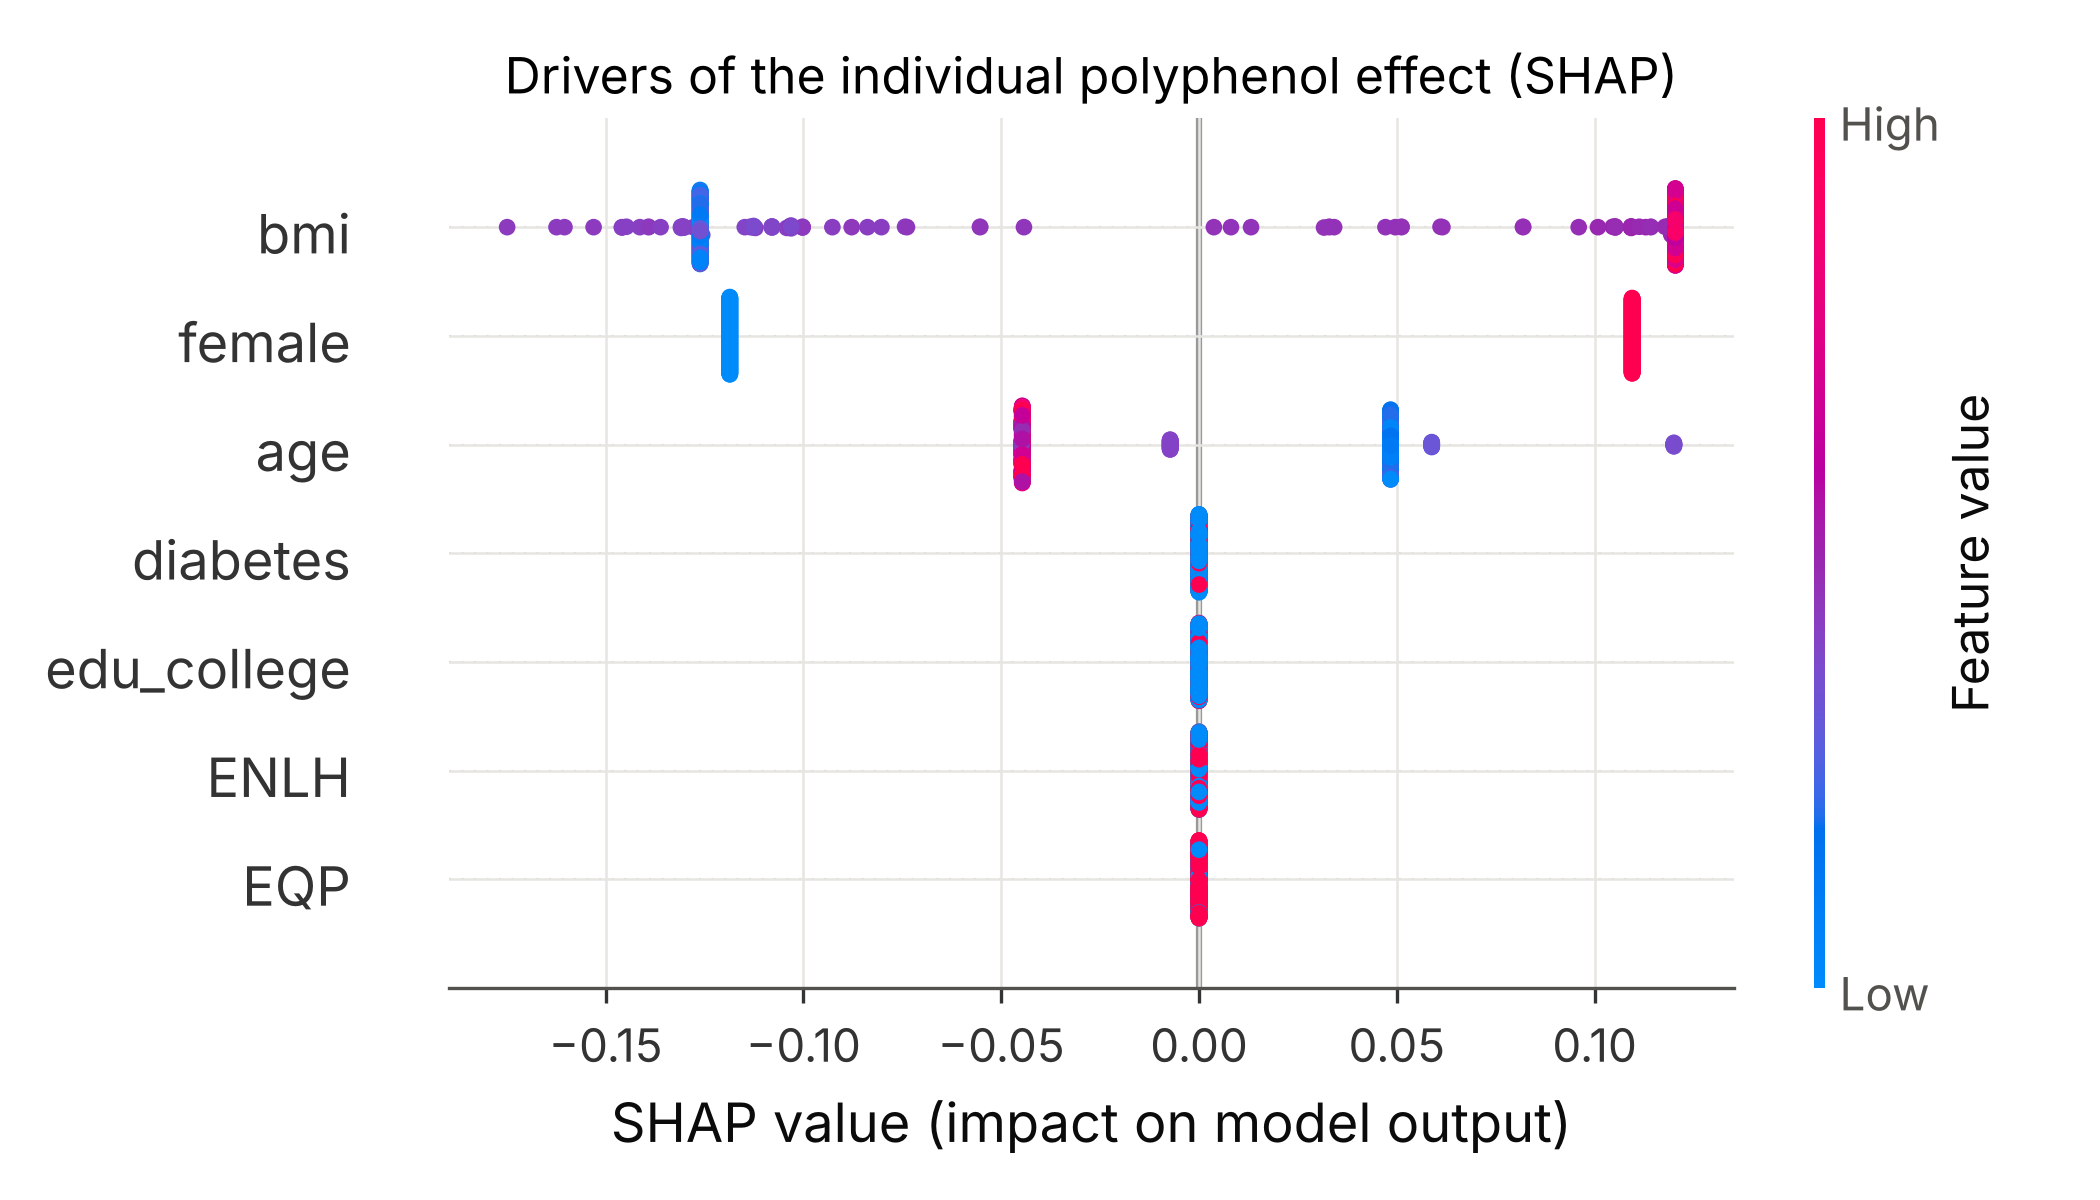 Drivers of the individual polyphenol effect (SHAP)
High
bmi
female
age
diabetes
edu_college
ENLH
EQP
Feature value
Low
−0.15 −0.10 −0.05 0.00 0.05 0.10
SHAP value (impact on model output)